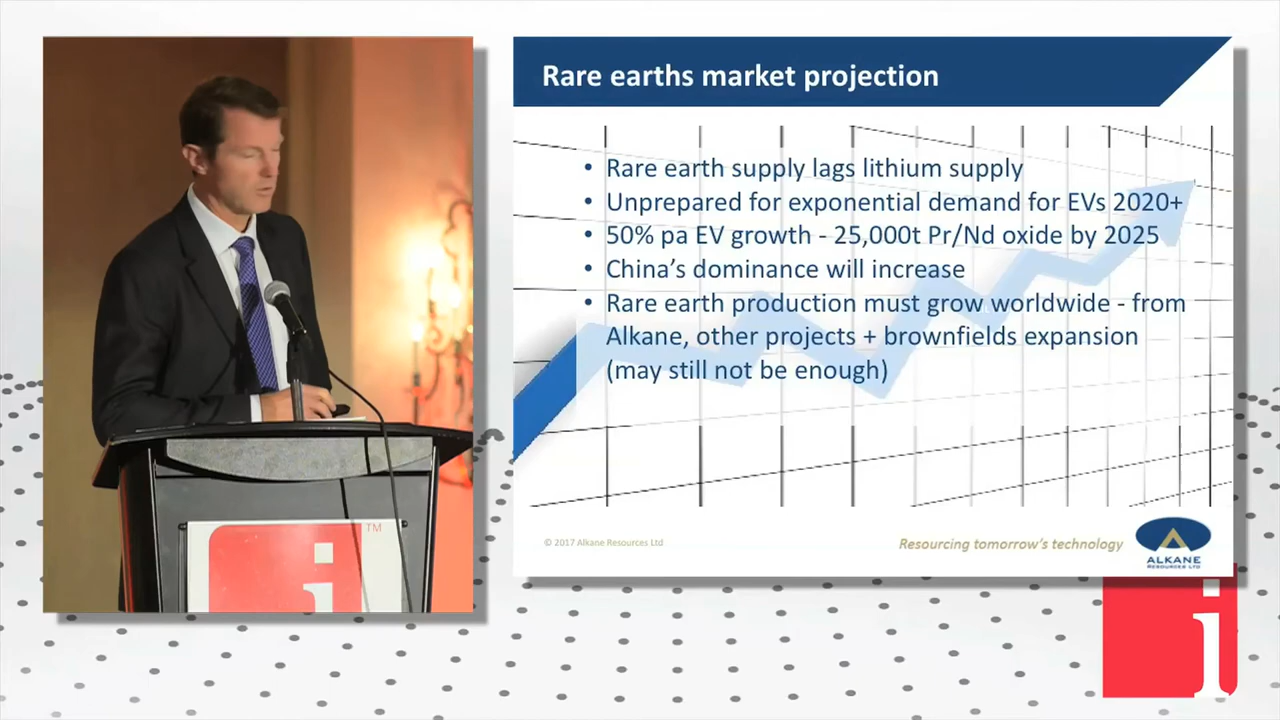 Rare earths market projection
• Rare earth supply lags lithium supply
• Unprepared for exponential demand for EVs 2020+
• 50% pa EV growth - 25,000t Pr/Nd oxide by 2025
• China's dominance will increase
• Rare earth production must grow worldwide - from
Alkane, other projects + brownfields expansion
(may still not be enough)
© 2017 Alkane Resources Ltd
Resourcing tomorrow's technology
ALKANE
RESOURCES LTD
i
TM
i